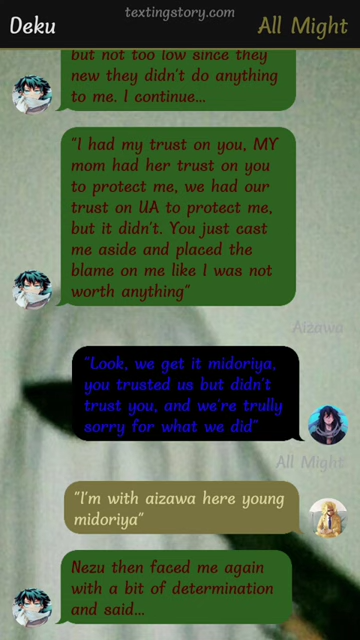 textingstory.com
Deku
All Might
but not too low since they
new they didn't do anything
to me. I continue...
"I had my trust on you, MY
mom had her trust on you
to protect me, we had our
trust on UA to protect me,
but it didn't. You just cast
me aside and placed the
blame on me like I was not
worth anything"
Aizawa
"Look, we get it midoriya,
you trusted us but didn't
trust you, and we're trully
sorry for what we did"
All Might
"I'm with aizawa here young
midoriya"
Nezu then faced me again
with a bit of determination
and said...